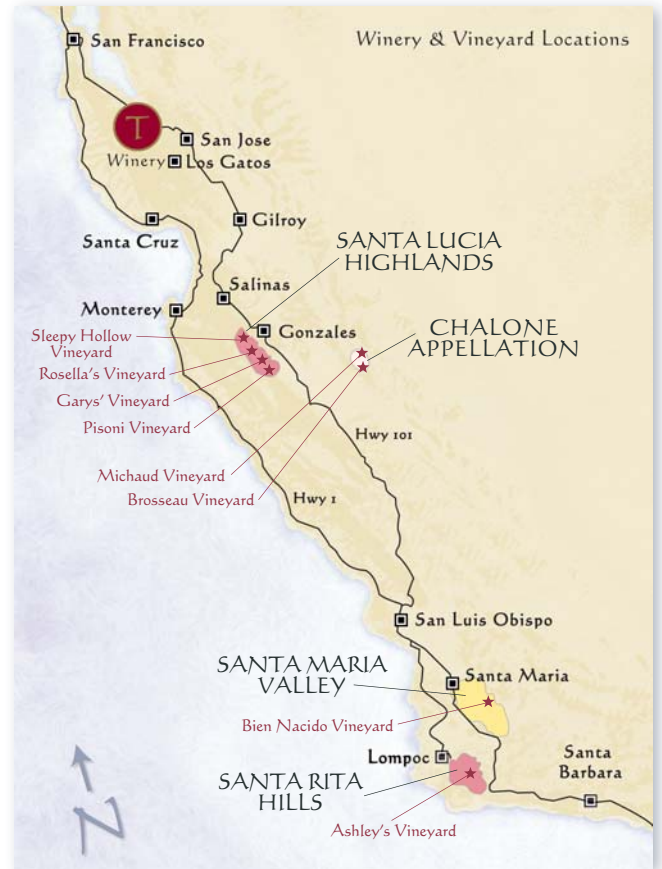 San Francisco
Winery & Vineyard Locations
T
San Jose
Winery
Los Gatos
Gilroy
Santa Cruz
SANTA LUCIA
HIGHLANDS
Salinas
Monterey
Gonzales
CHALONE
APPELLATION
Sleepy Hollow
Vineyard
Rosella's Vineyard
Garys' Vineyard
Pisoni Vineyard
Hwy 101
Michaud Vineyard
Brosseau Vineyard
Hwy 1
San Luis Obispo
SANTA MARIA
VALLEY
Santa Maria
Bien Nacido Vineyard
Lompoc
Santa
Barbara
SANTA RITA
HILLS
Ashley's Vineyard
N